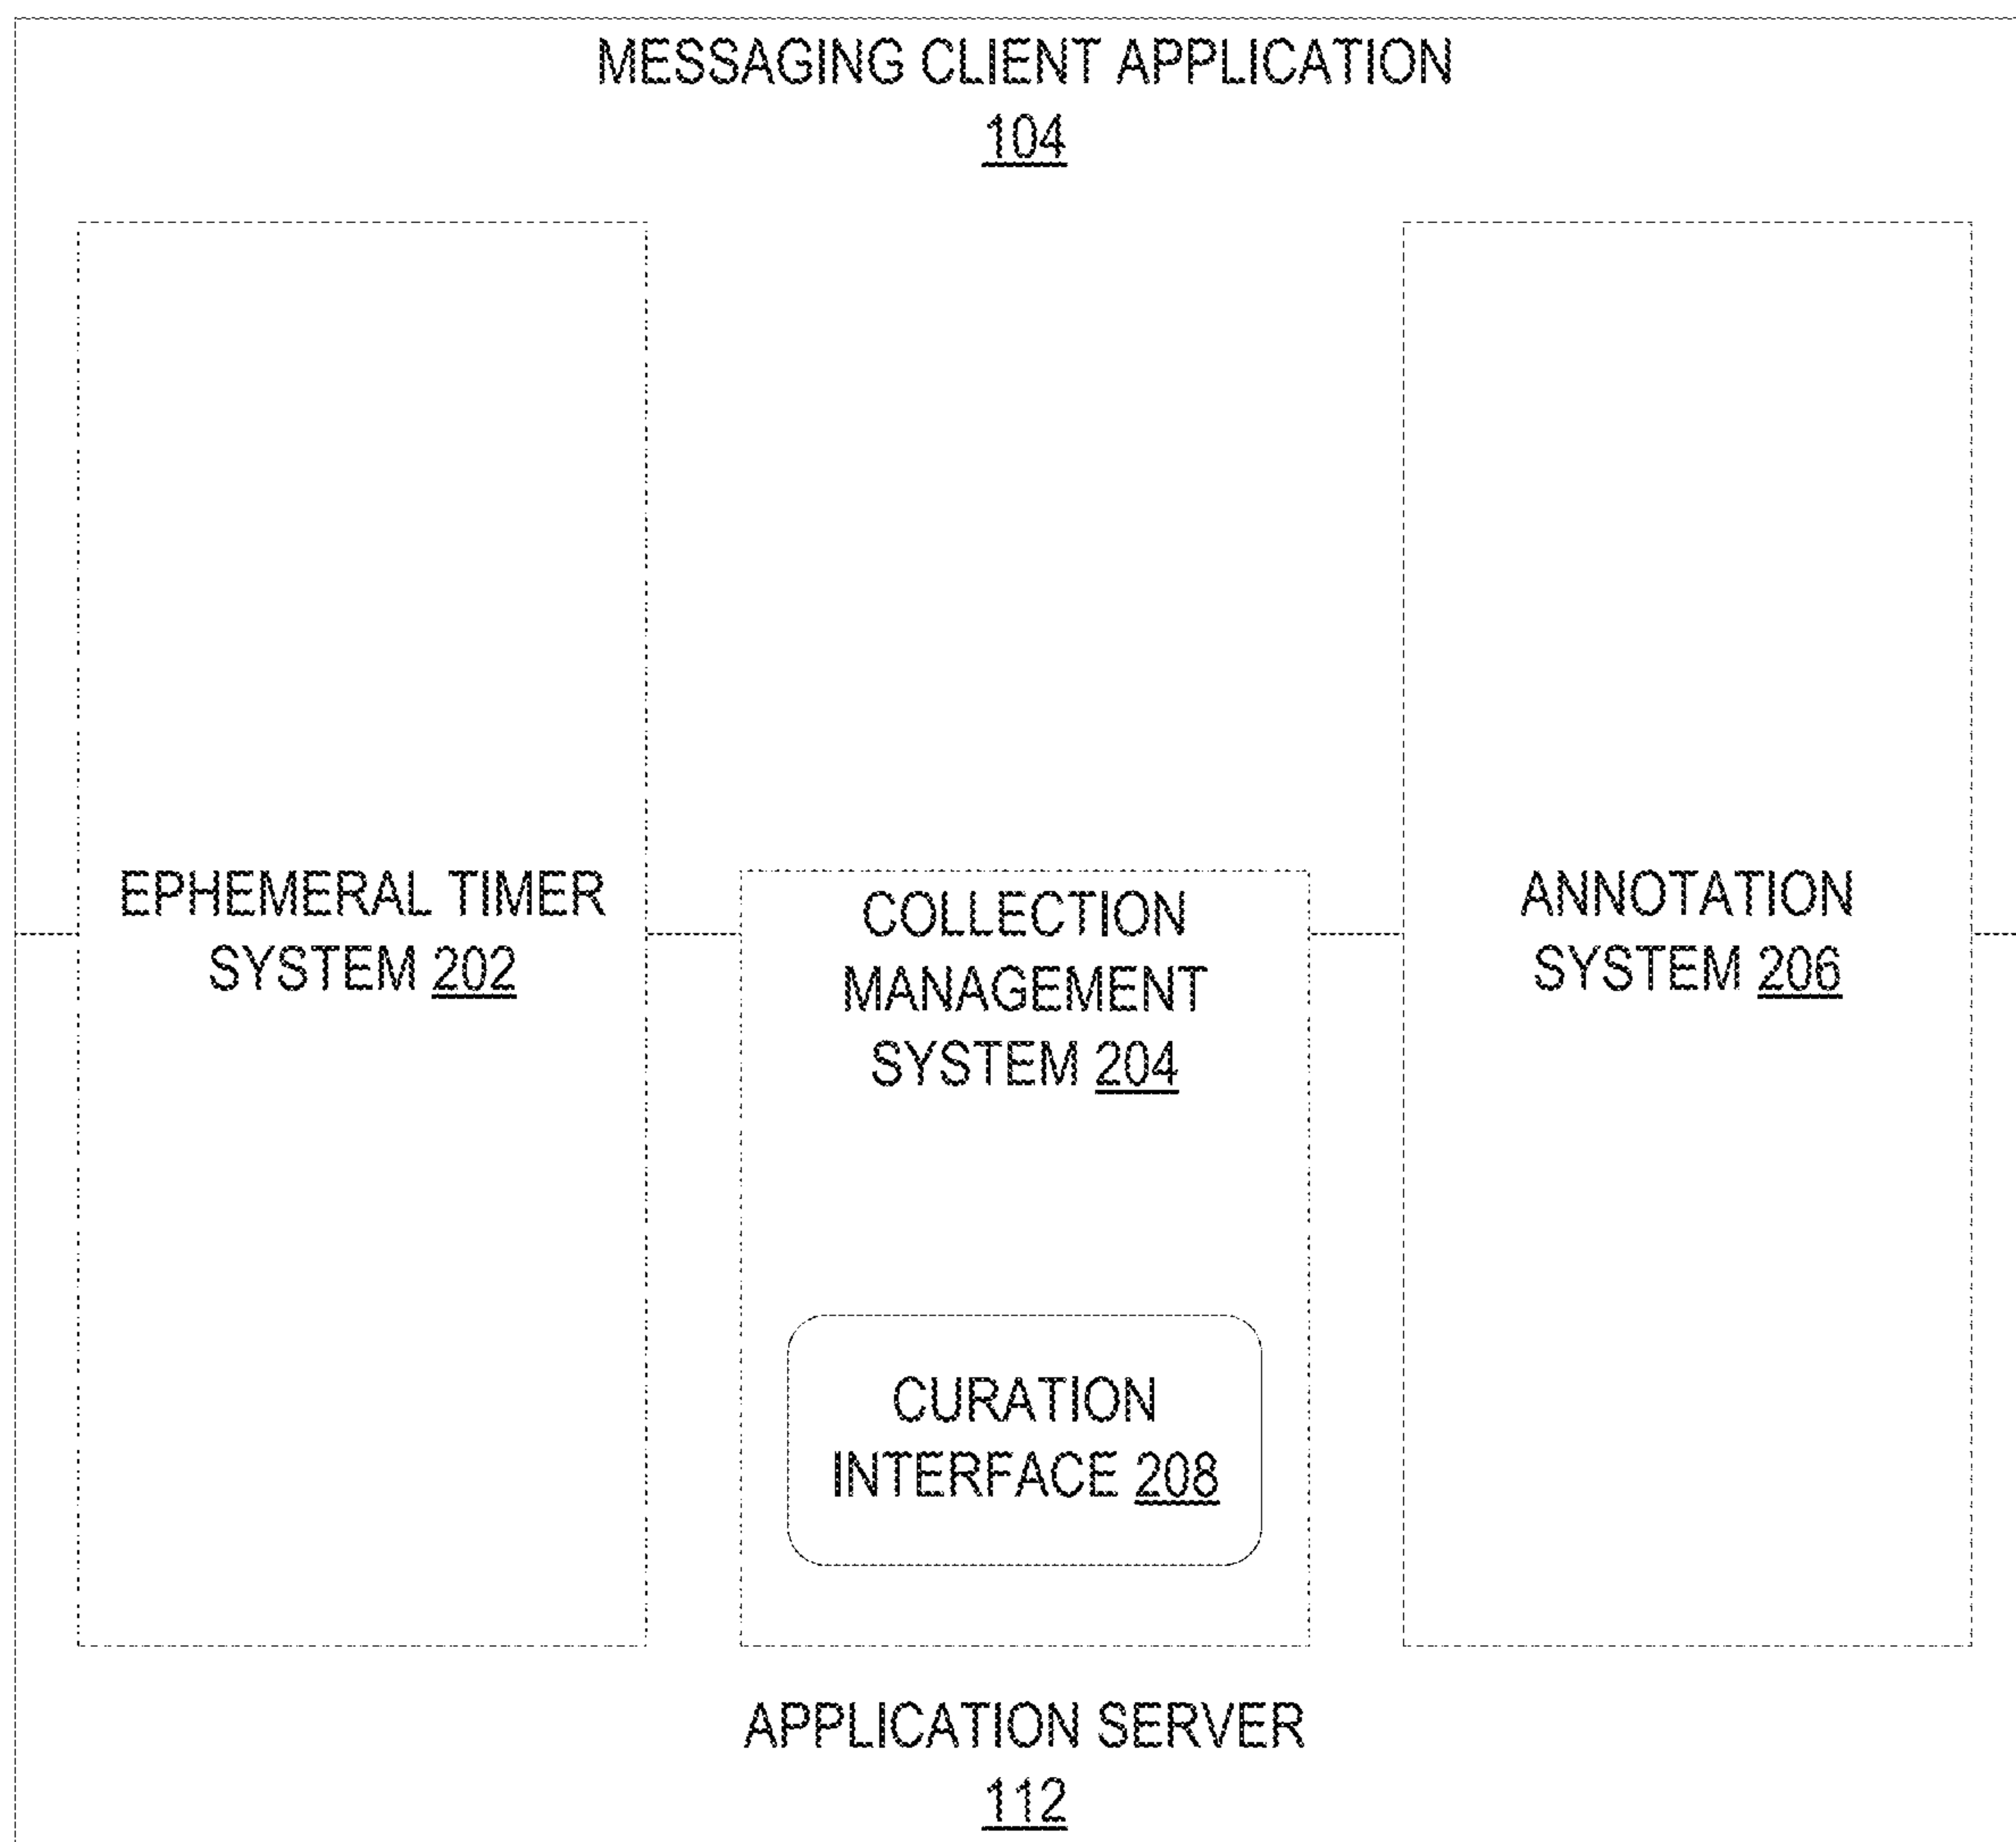 MESSAGING CLIENT APPLICATION
104
EPHEMERAL TIMER
SYSTEM 202
COLLECTION
MANAGEMENT
SYSTEM 204
CURATION
INTERFACE 208
ANNOTATION
SYSTEM 206
APPLICATION SERVER
112